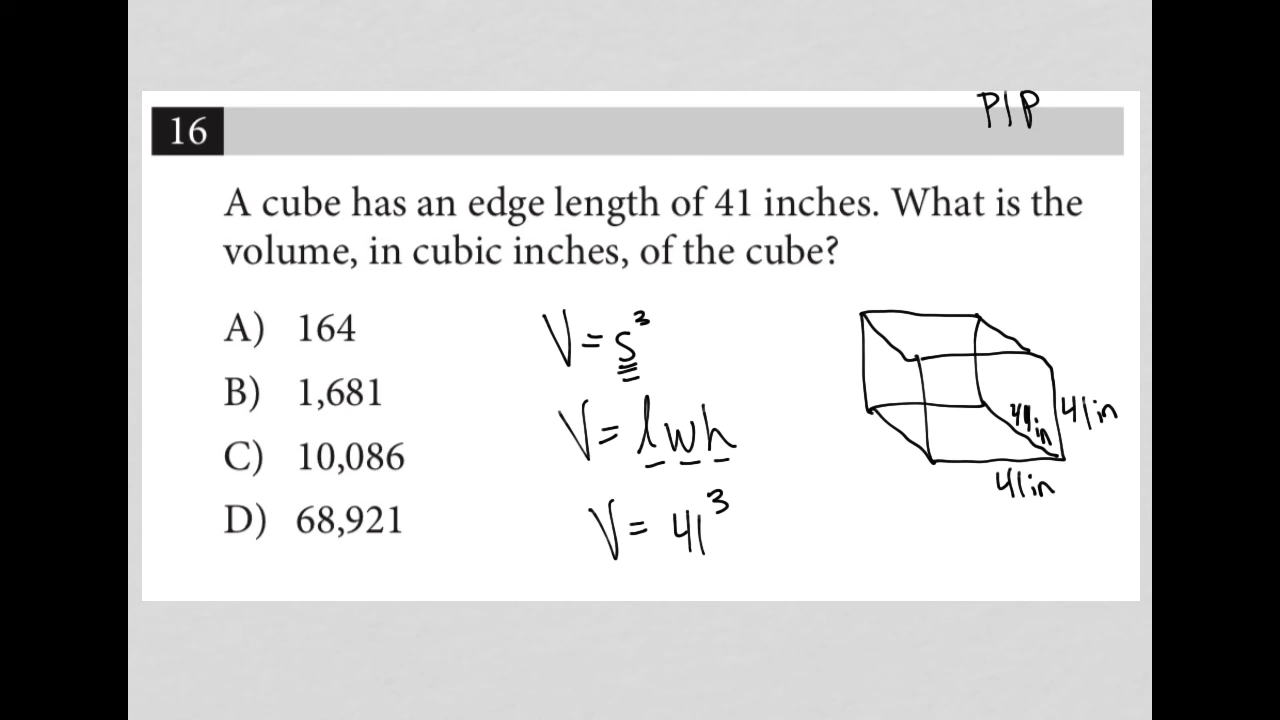 P1P
16
A cube has an edge length of 41 inches. What is the
volume, in cubic inches, of the cube?
A) 164
B) 1,681
C) 10,086
D) 68,921
V = s³
V = lwh
V = 41³
41in
41in
41in